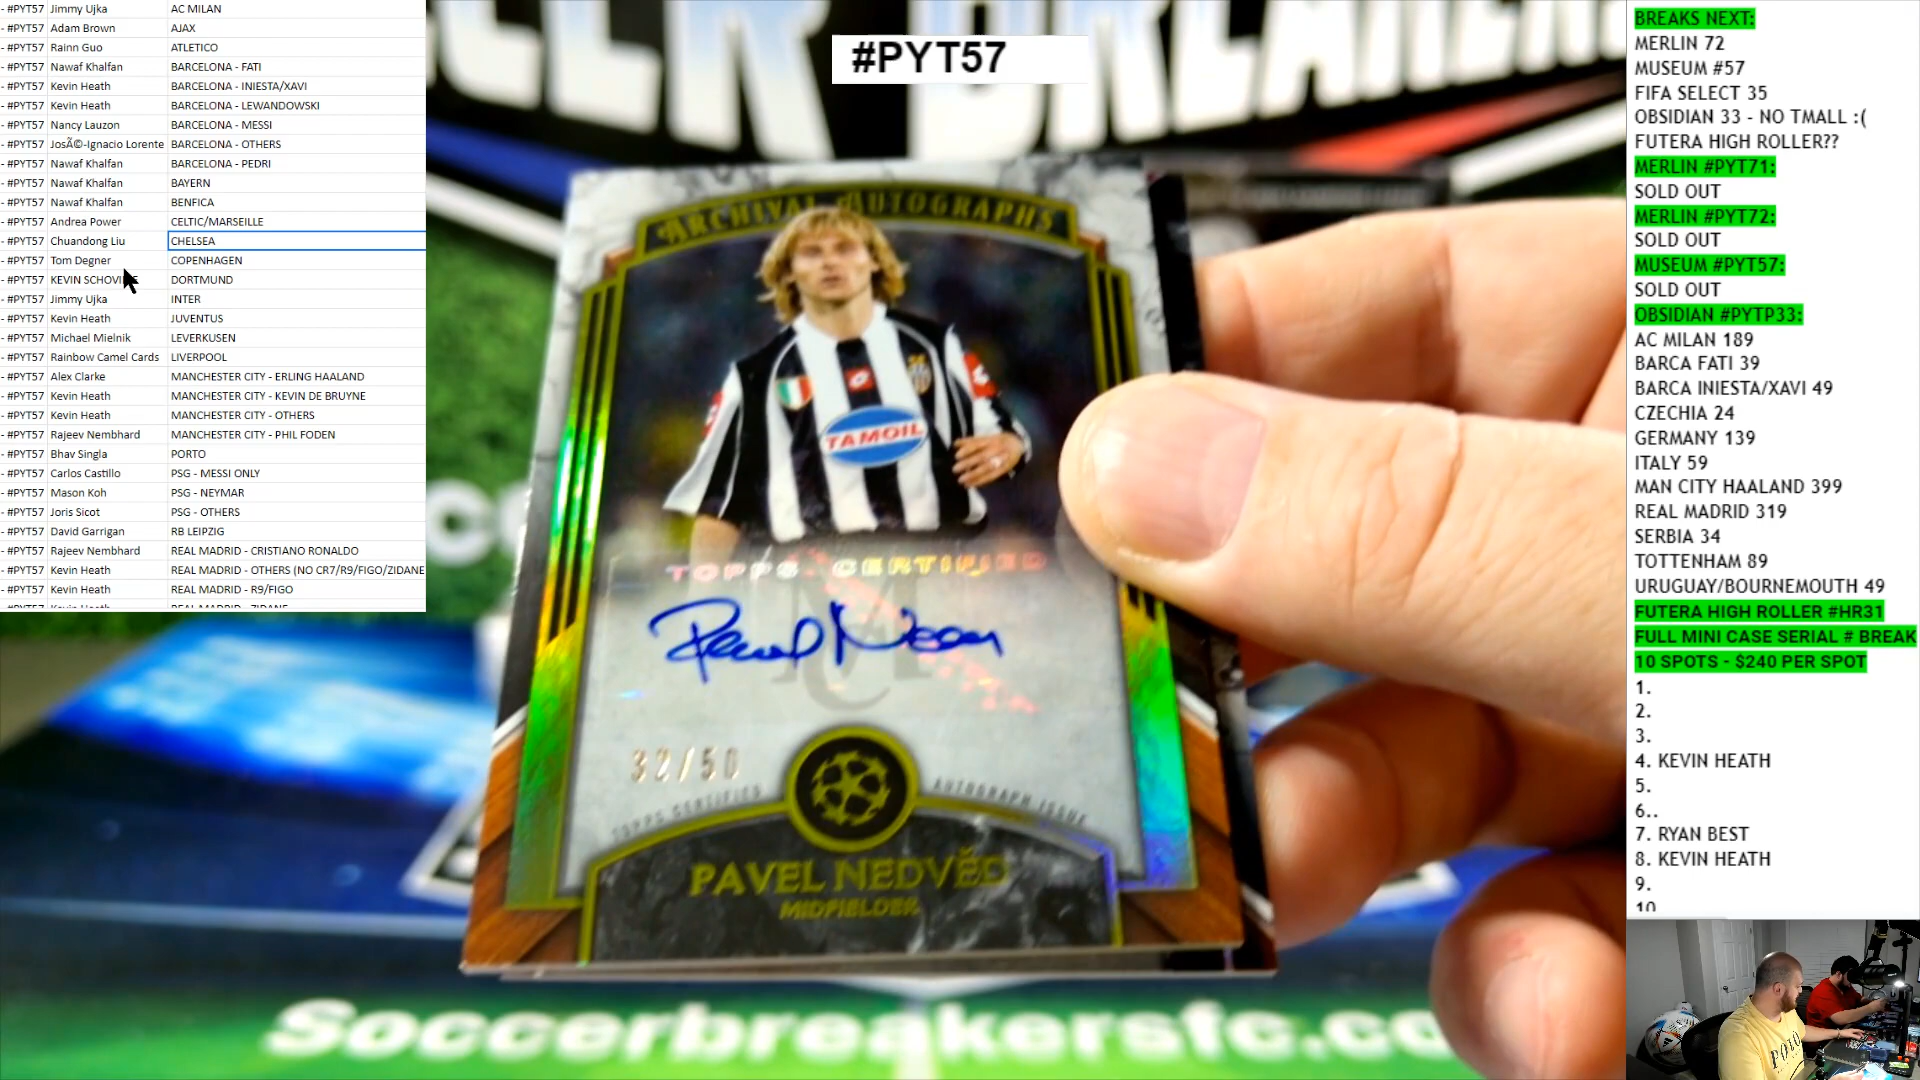 - #PYT57 Jimmy Ujka AC MILAN
- #PYT57 Adam Brown AJAX
- #PYT57 Rainn Guo ATLETICO
- #PYT57 Nawaf Khalfan BARCELONA - FATI
- #PYT57 Kevin Heath BARCELONA - INIESTA/XAVI
- #PYT57 Kevin Heath BARCELONA - LEWANDOWSKI
- #PYT57 Nancy Lauzon BARCELONA - MESSI
- #PYT57 JosÃ©-Ignacio Lorente BARCELONA - OTHERS
- #PYT57 Nawaf Khalfan BARCELONA - PEDRI
- #PYT57 Nawaf Khalfan BAYERN
- #PYT57 Nawaf Khalfan BENFICA
- #PYT57 Andrea Power CELTIC/MARSEILLE
- #PYT57 Chuandong Liu CHELSEA
- #PYT57 Tom Degner COPENHAGEN
- #PYT57 KEVIN DORTMUND
- #PYT57 Jimmy Ujka INTER
- #PYT57 Kevin Heath JUVENTUS
- #PYT57 Michael Mielnik LEVERKUSEN
- #PYT57 Rainbow Camel Cards LIVERPOOL
- #PYT57 Alex Clarke MANCHESTER CITY - ERLING HAALAND
- #PYT57 Kevin Heath MANCHESTER CITY - KEVIN DE BRUYNE
- #PYT57 Kevin Heath MANCHESTER CITY - OTHERS
- #PYT57 Rajeev Nembhard MANCHESTER CITY - PHIL FODEN
- #PYT57 Bhav Singla PORTO
- #PYT57 Carlos Castillo PSG - MESSI ONLY
- #PYT57 Mason Koh PSG - NEYMAR
- #PYT57 Joris Sicot PSG - OTHERS
- #PYT57 David Garrigan RB LEIPZIG
- #PYT57 Rajeev Nembhard REAL MADRID - CRISTIANO RONALDO
- #PYT57 Kevin Heath REAL MADRID - OTHERS (NO CR7/R9/FIGO/ZIDANE
- #PYT57 Kevin Heath REAL MADRID - R9/FIGO
#PYT57
ARCHIVAL AUTOGRAPHS
TAMOIL
TOPPS CERTIFIED
32/50
TOPPS CERTIFIED AUTOGRAPH ISSUE
PAVEL NEDVĚD
MIDFIELDER
Soccerbreakersfc.co
BREAKS NEXT:
MERLIN 72
MUSEUM #57
FIFA SELECT 35
OBSIDIAN 33 - NO TMALL :(
FUTERA HIGH ROLLER??
MERLIN #PYT71:
SOLD OUT
MERLIN #PYT72:
SOLD OUT
MUSEUM #PYT57:
SOLD OUT
OBSIDIAN #PYTP33:
AC MILAN 189
BARCA FATI 39
BARCA INIESTA/XAVI 49
CZECHIA 24
GERMANY 139
ITALY 59
MAN CITY HAALAND 399
REAL MADRID 319
SERBIA 34
TOTTENHAM 89
URUGUAY/BOURNEMOUTH 49
FUTERA HIGH ROLLER #HR31
FULL MINI CASE SERIAL # BREAK
10 SPOTS - $240 PER SPOT
1.
2.
3.
4. KEVIN HEATH
5.
6..
7. RYAN BEST
8. KEVIN HEATH
9.
10
POLO